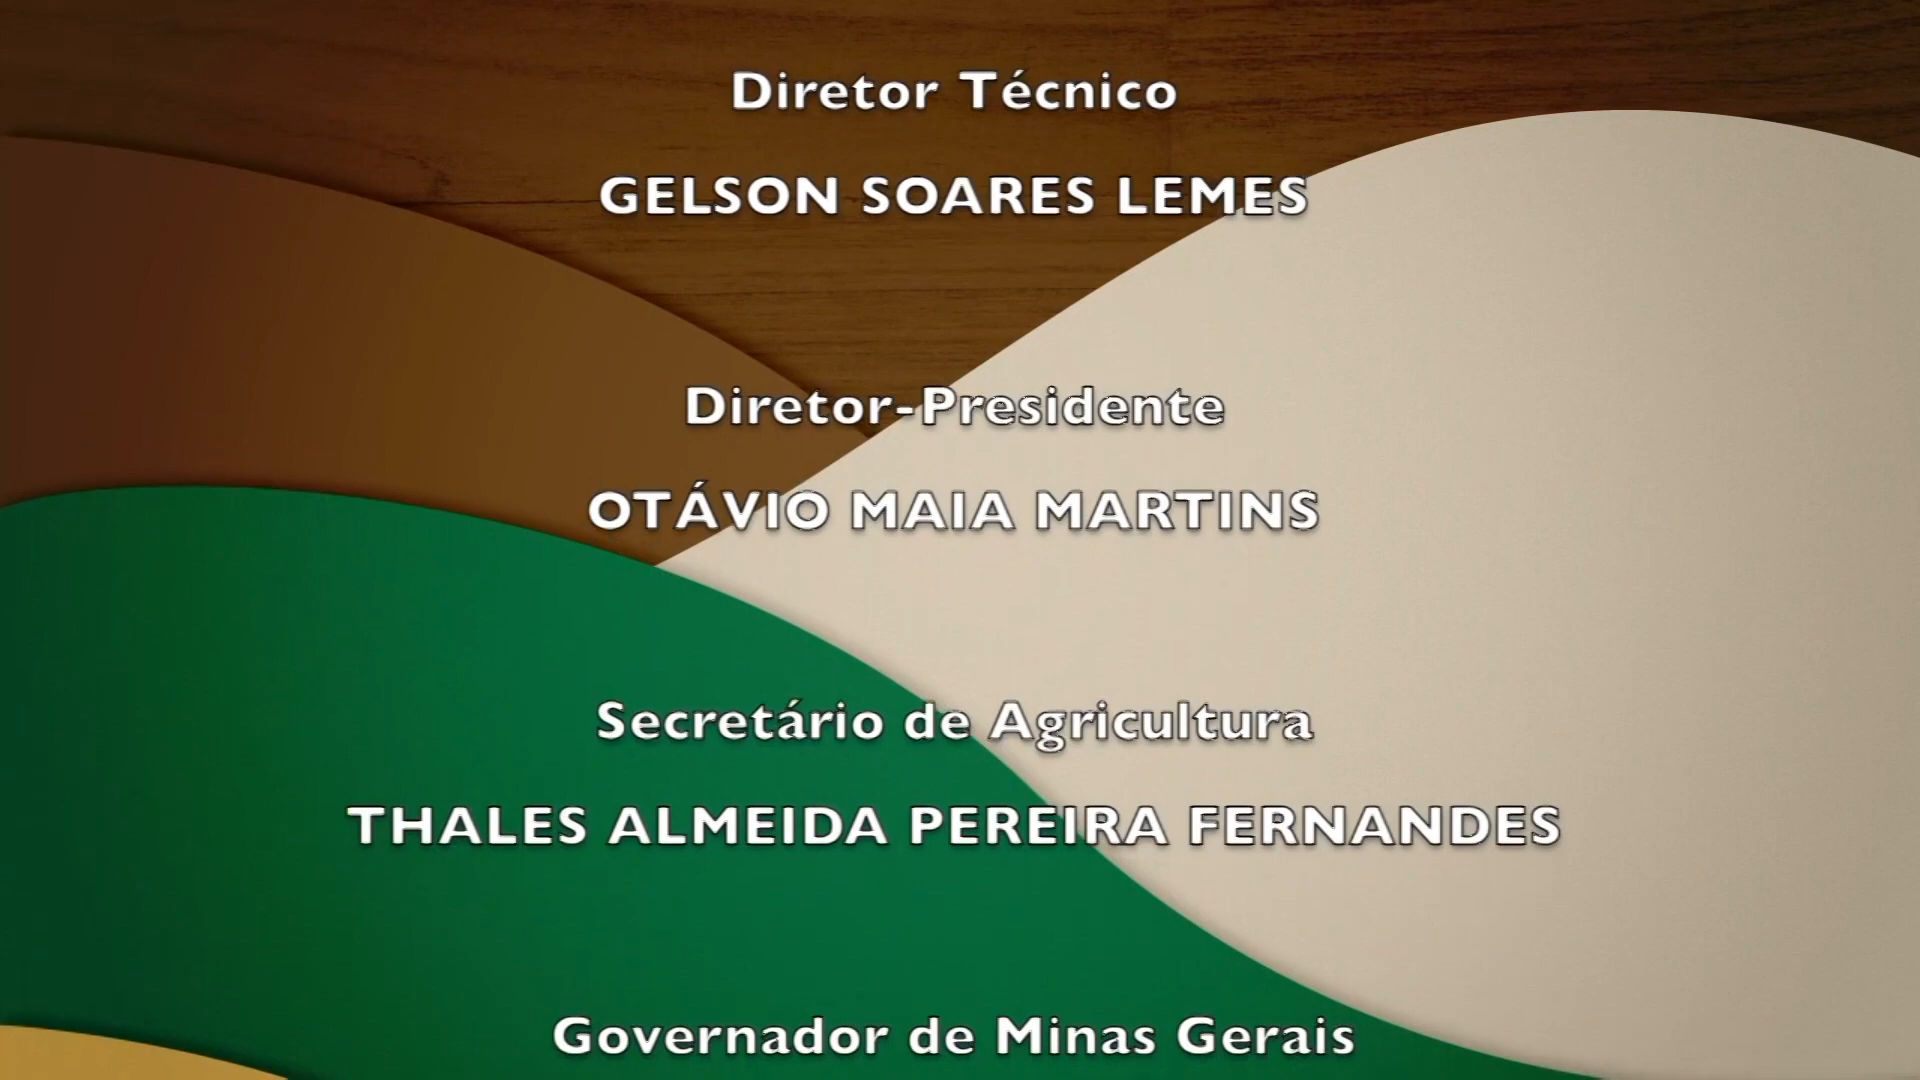 Diretor Técnico
GELSON SOARES LEMES
Diretor-Presidente
OTÁVIO MAIA MARTINS
Secretário de Agricultura
THALES ALMEIDA PEREIRA FERNANDES
Governador de Minas Gerais